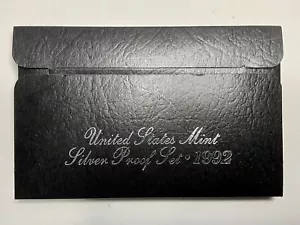 United States Mint
Silver Proof Set • 1992